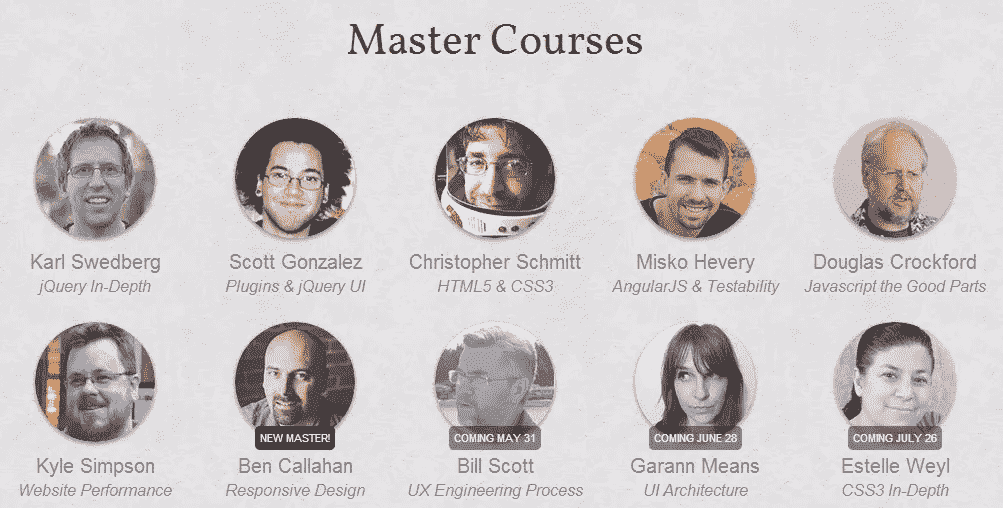 Master Courses
Karl Swedberg
jQuery In-Depth
Scott Gonzalez
Plugins & jQuery UI
Christopher Schmitt
HTML5 & CSS3
Misko Hevery
AngularJS & Testability
Douglas Crockford
Javascript the Good Parts
Kyle Simpson
Website Performance
NEW MASTER!
Ben Callahan
Responsive Design
COMING MAY 31
Bill Scott
UX Engineering Process
COMING JUNE 28
Garann Means
UI Architecture
COMING JULY 26
Estelle Weyl
CSS3 In-Depth